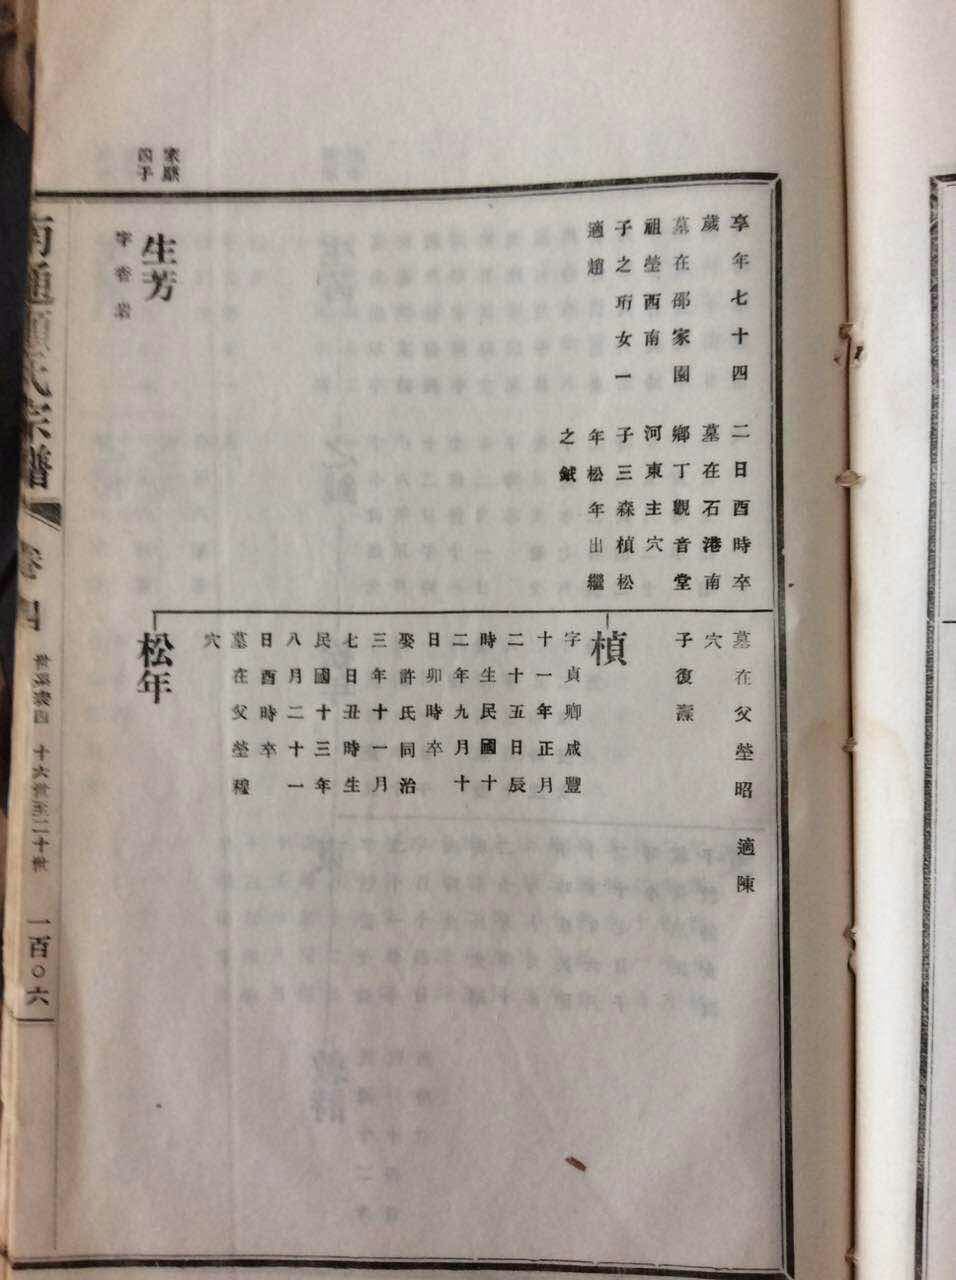 享年七十四
歲
墓在邵家園
祖塋西南
子之珩女一
適趙
生芳
字香岩
四子
二日酉時卒
墓在石港南
鄉丁觀音堂
河東主穴
子三森楨松
年松年出繼
之鉞
墓在父塋昭
穴
子復濂
楨
字貞卿咸豐
十一年正月
二十五日辰
時生民國十
二年九月十
日卯時卒
娶許氏同治
三年十一月
七日丑時生
民國十三年
八月二十一
日酉時卒
墓在父塋穆
穴
松年
適陳
南通顧氏宗譜
卷四
世系表四 十六世至二十世
一百〇六